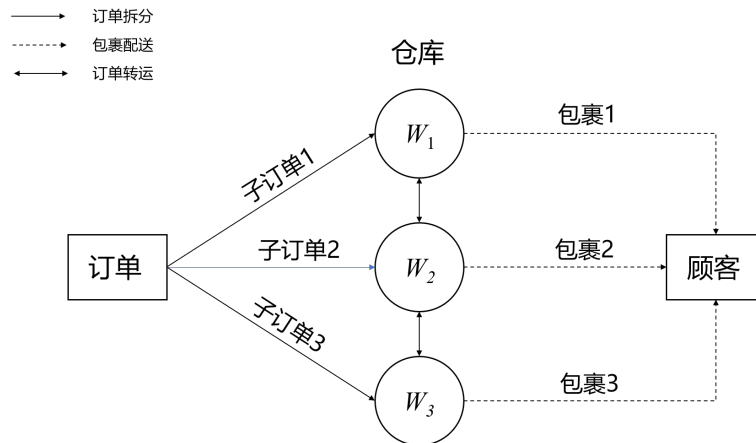 订单拆分
包裹配送
订单转运
仓库
W1
包裹1
子订单1
订单
子订单2
W2
包裹2
顾客
子订单3
W3
包裹3